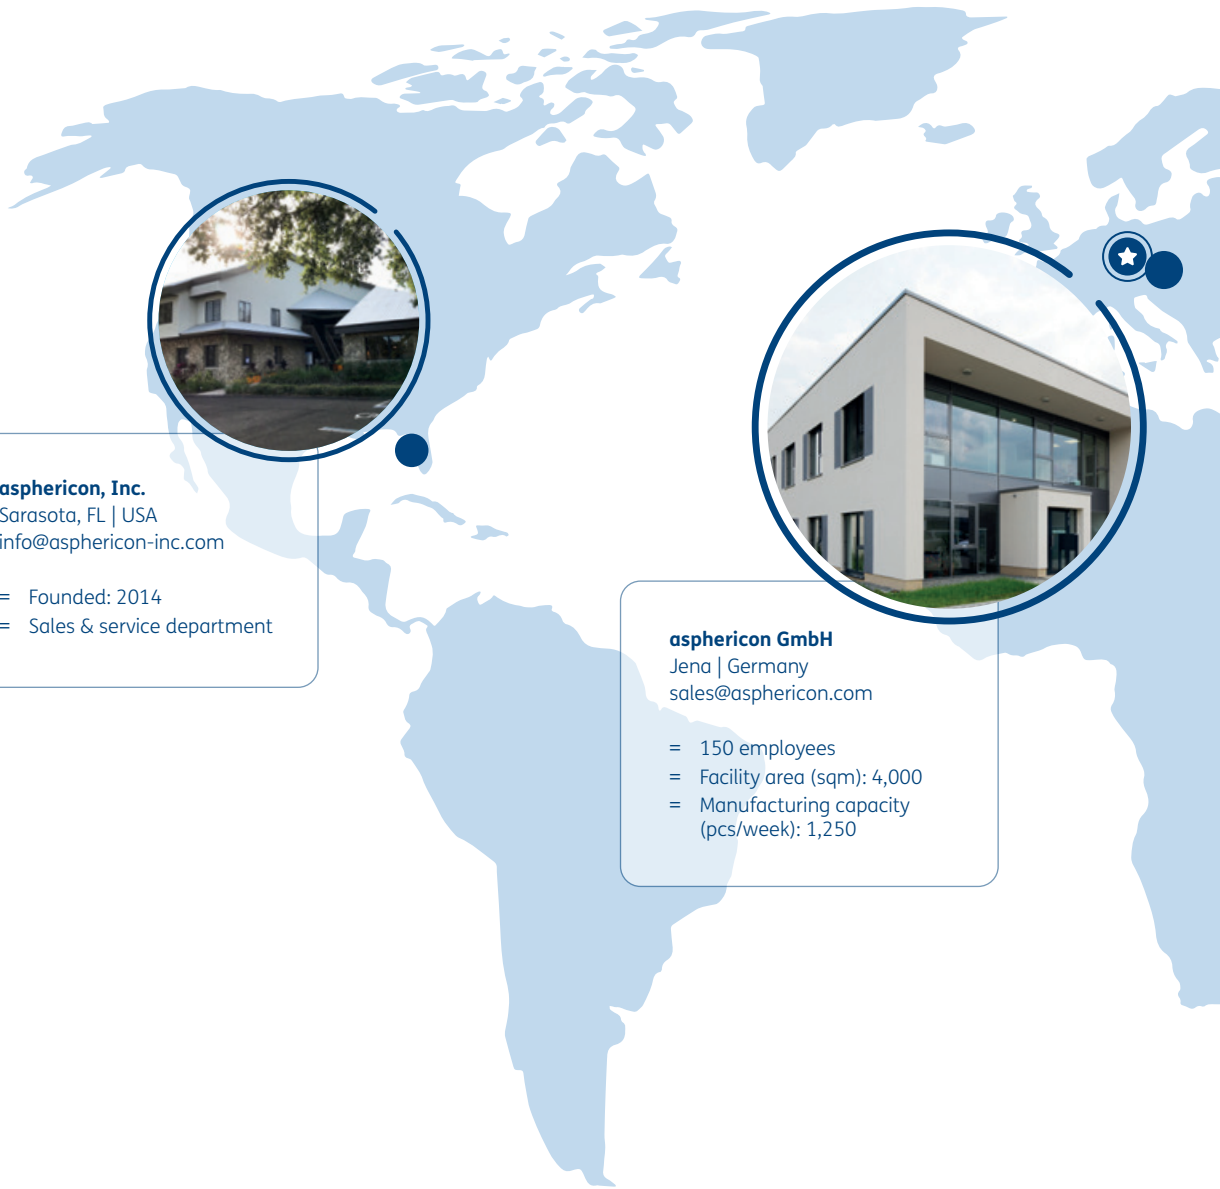 asphericon, Inc.
Sarasota, FL | USA
info@asphericon-inc.com
= Founded: 2014
= Sales & service department
asphericon GmbH
Jena | Germany
sales@asphericon.com
= 150 employees
= Facility area (sqm): 4,000
= Manufacturing capacity
(pcs/week): 1,250